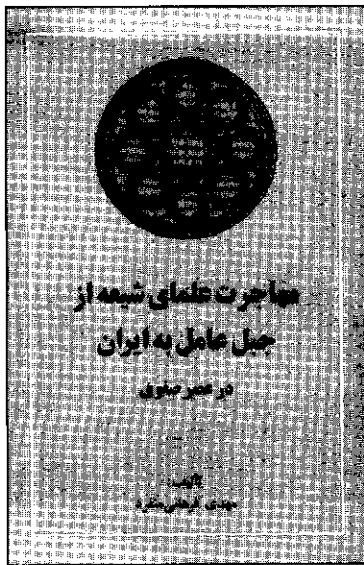 مهاجرت علمای شیعه از
جبل عامل به ایران
در عصر صفوی
تألیف
مهدی فرهانی منفرد